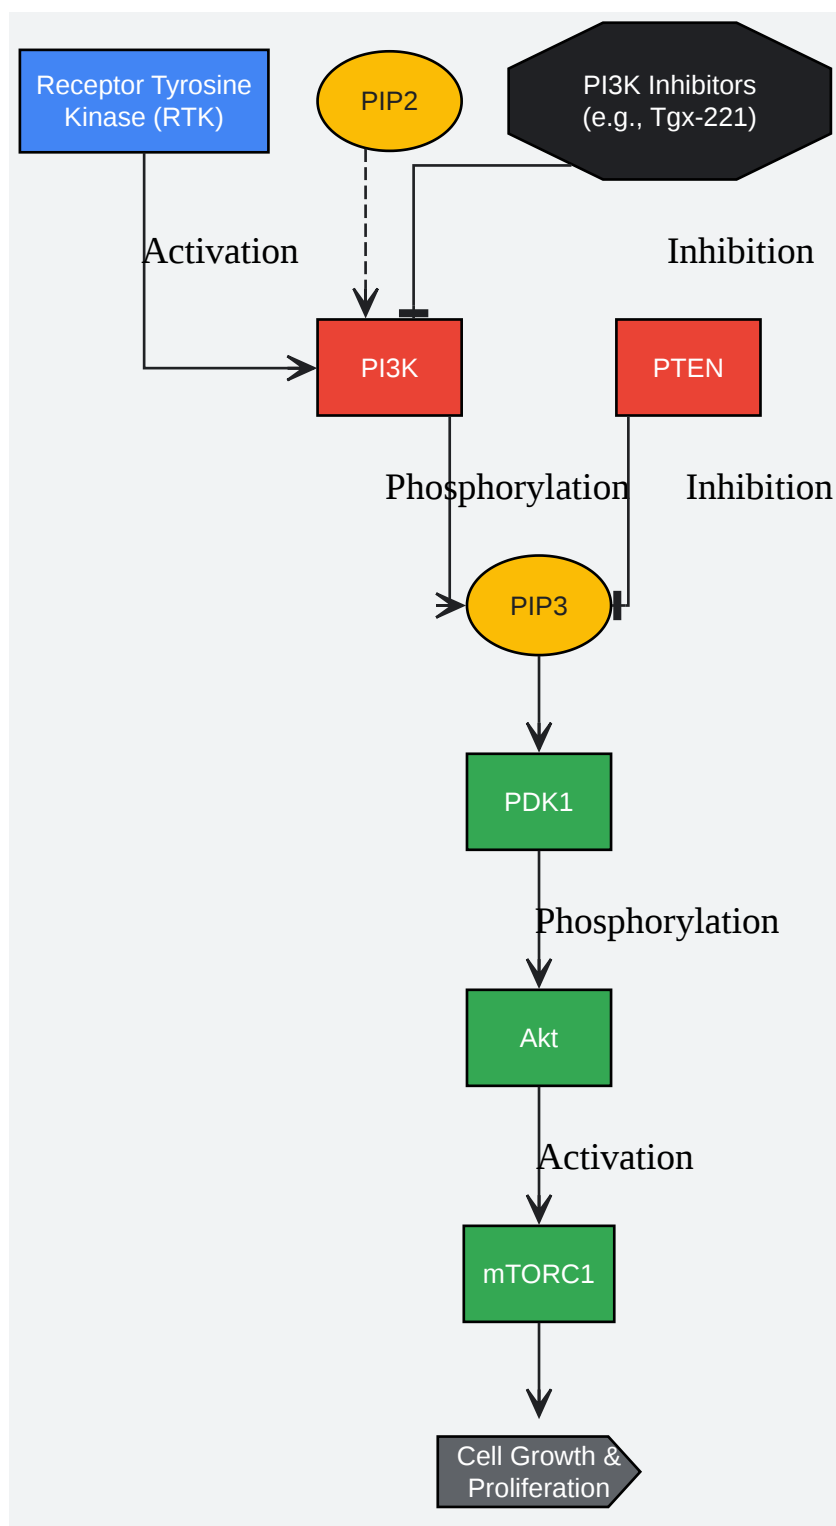 Receptor Tyrosine
Kinase (RTK)
PIP2
PI3K Inhibitors
(e.g., Tgx-221)
Activation
Inhibition
PI3K
PTEN
Phosphorylation
Inhibition
PIP3
PDK1
Phosphorylation
Akt
Activation
mTORC1
Cell Growth &
Proliferation